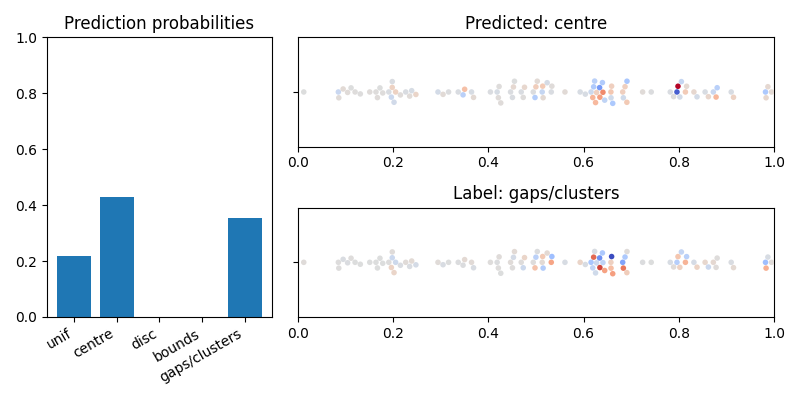 Prediction probabilities
1.0
0.8
0.6
0.4
0.2
0.0
unif
centre
disc
bounds
gaps/clusters
Predicted: centre
0.0 0.2 0.4 0.6 0.8 1.0
Label: gaps/clusters
0.0 0.2 0.4 0.6 0.8 1.0